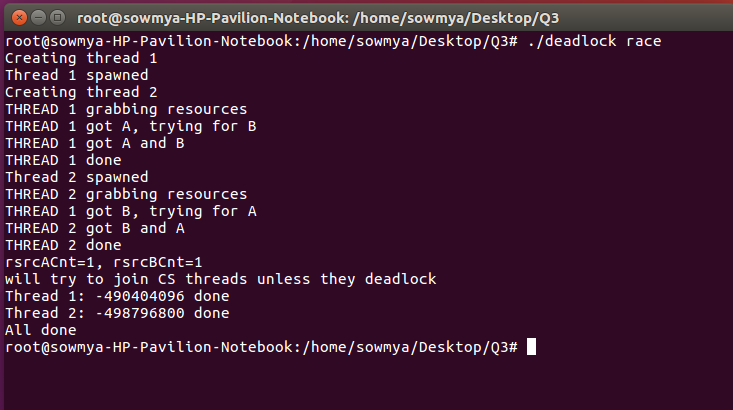 root@sowmya-HP-Pavilion-Notebook: /home/sowmya/Desktop/Q3
root@sowmya-HP-Pavilion-Notebook:/home/sowmya/Desktop/Q3# ./deadlock race
Creating thread 1
Thread 1 spawned
Creating thread 2
THREAD 1 grabbing resources
THREAD 1 got A, trying for B
THREAD 1 got A and B
THREAD 1 done
Thread 2 spawned
THREAD 2 grabbing resources
THREAD 1 got B, trying for A
THREAD 2 got B and A
THREAD 2 done
rsrcACnt=1, rsrcBCnt=1
will try to join CS threads unless they deadlock
Thread 1: -490404096 done
Thread 2: -498796800 done
All done
root@sowmya-HP-Pavilion-Notebook:/home/sowmya/Desktop/Q3#